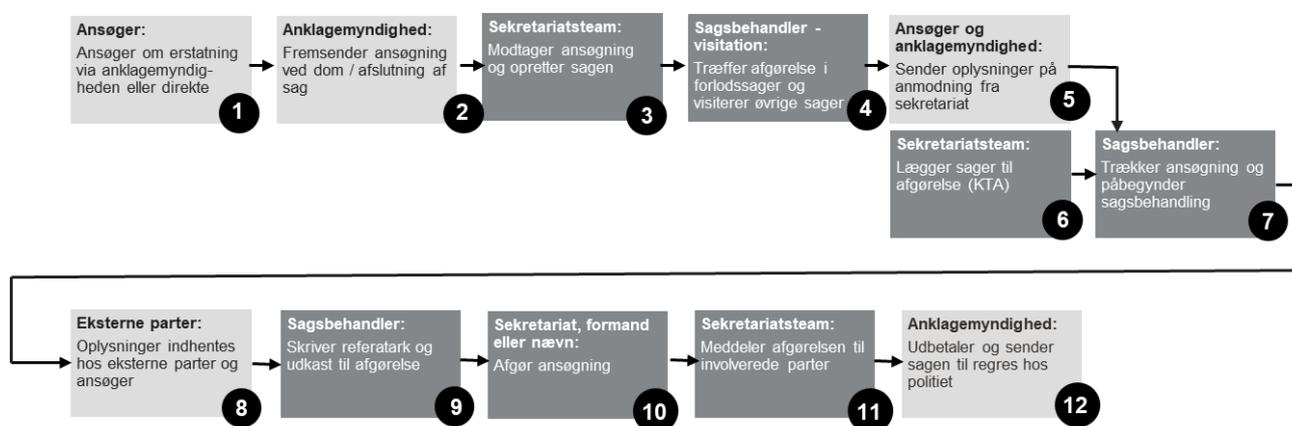 Ansøger:
Ansøger om erstatning
via anklagemyndig-
heden eller direkte
1
Anklagemyndighed:
Fremsender ansøgning
ved dom / afslutning af
sag
2
Sekretariatsteam:
Modtager ansøgning
og opretter sagen
3
Sagsbehandler -
visitation:
Træffer afgørelse i
forlodssager og
visiterer øvrige sager
4
Ansøger og
anklagemyndighed:
Sender oplysninger på
anmodning fra
sekretariat
5
Sekretariatsteam:
Lægger sager til
afgørelse (KTA)
6
Sagsbehandler:
Trækker ansøgning og
påbegynder
sagsbehandling
7
Eksterne parter:
Oplysninger indhentes
hos eksterne parter og
ansøger
8
Sagsbehandler:
Skriver referatark og
udkast til afgørelse
9
Sekretariat, formand
eller nævn:
Afgør ansøgning
10
Sekretariatsteam:
Meddeler afgørelsen til
involverede parter
11
Anklagemyndighed:
Udbetaler og sender
sagen til regres hos
politiet
12